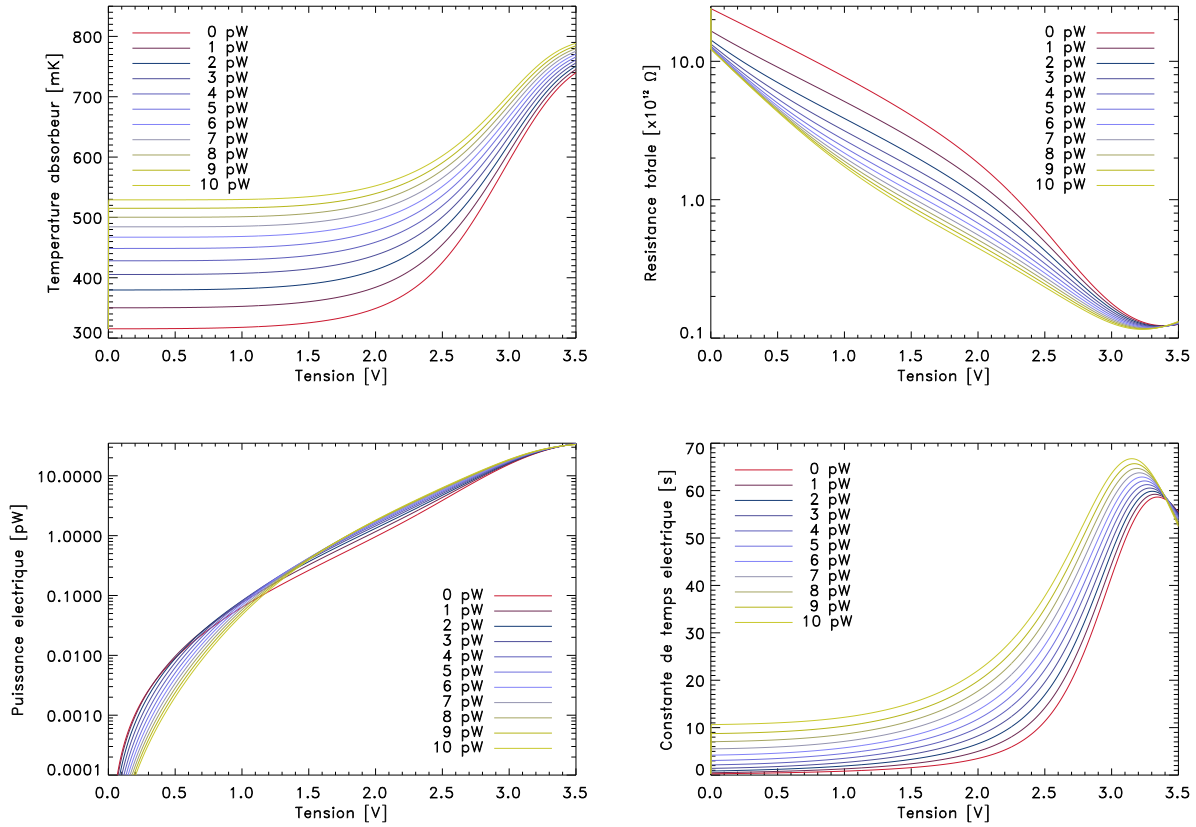 Temperature absorbeur [mK]
800
700
600
500
400
300
0 pW
1 pW
2 pW
3 pW
4 pW
5 pW
6 pW
7 pW
8 pW
9 pW
10 pW
0.0 0.5 1.0 1.5 2.0 2.5 3.0 3.5
Tension [V]
Resistance totale [x10¹² Ω]
10.0
1.0
0.1
0 pW
1 pW
2 pW
3 pW
4 pW
5 pW
6 pW
7 pW
8 pW
9 pW
10 pW
0.0 0.5 1.0 1.5 2.0 2.5 3.0 3.5
Tension [V]
Puissance electrique [pW]
10.0000
1.0000
0.1000
0.0100
0.0010
0.0001
0 pW
1 pW
2 pW
3 pW
4 pW
5 pW
6 pW
7 pW
8 pW
9 pW
10 pW
0.0 0.5 1.0 1.5 2.0 2.5 3.0 3.5
Tension [V]
Constante de temps electrique [s]
70
60
50
40
30
20
10
0
0 pW
1 pW
2 pW
3 pW
4 pW
5 pW
6 pW
7 pW
8 pW
9 pW
10 pW
0.0 0.5 1.0 1.5 2.0 2.5 3.0 3.5
Tension [V]